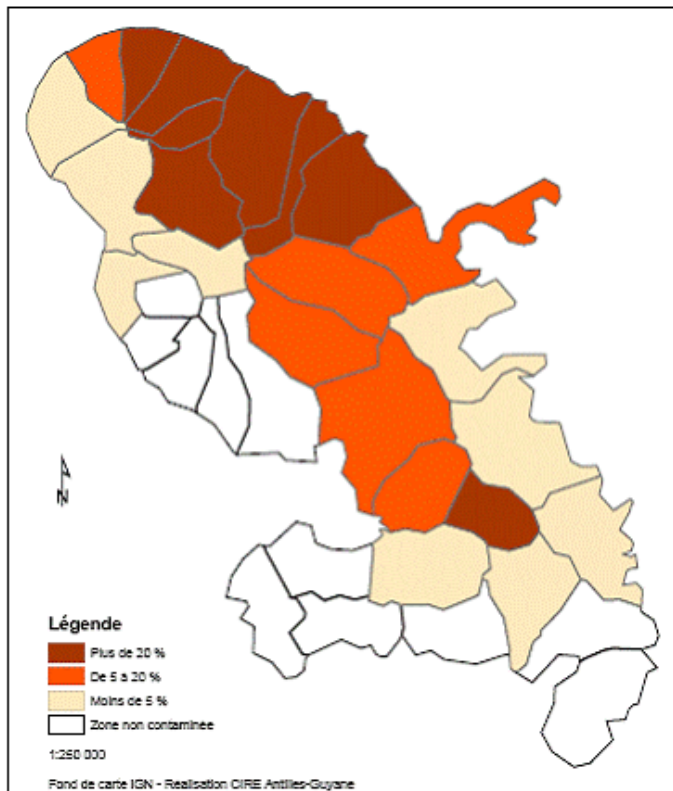 N
Légende
Plus de 20 %
De 5 à 20 %
Moins de 5 %
Zone non contaminée
1:250 000
Fond de carte IGN - Realisation CIRE Antilles-Guyane